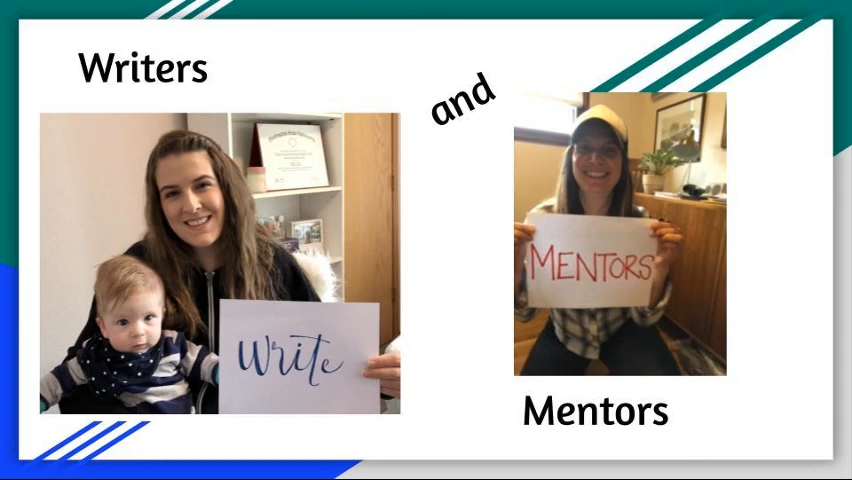 Writers
and
Write
MENTORS
Mentors